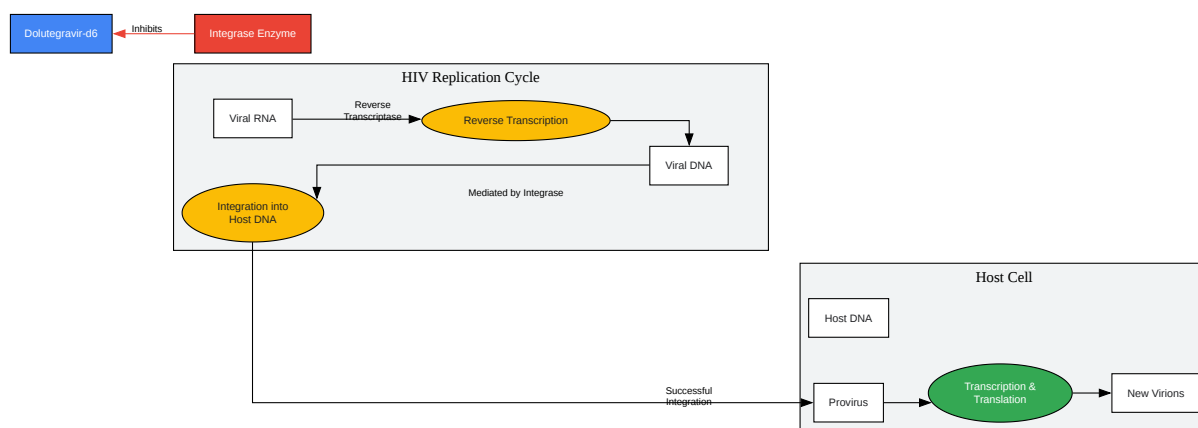 Dolutegravir-d6
Inhibits
Integrase Enzyme
HIV Replication Cycle
Viral RNA
Reverse
Transcriptase
Reverse Transcription
Viral DNA
Mediated by Integrase
Integration into
Host DNA
Host Cell
Host DNA
Successful
Integration
Provirus
Transcription &
Translation
New Virions